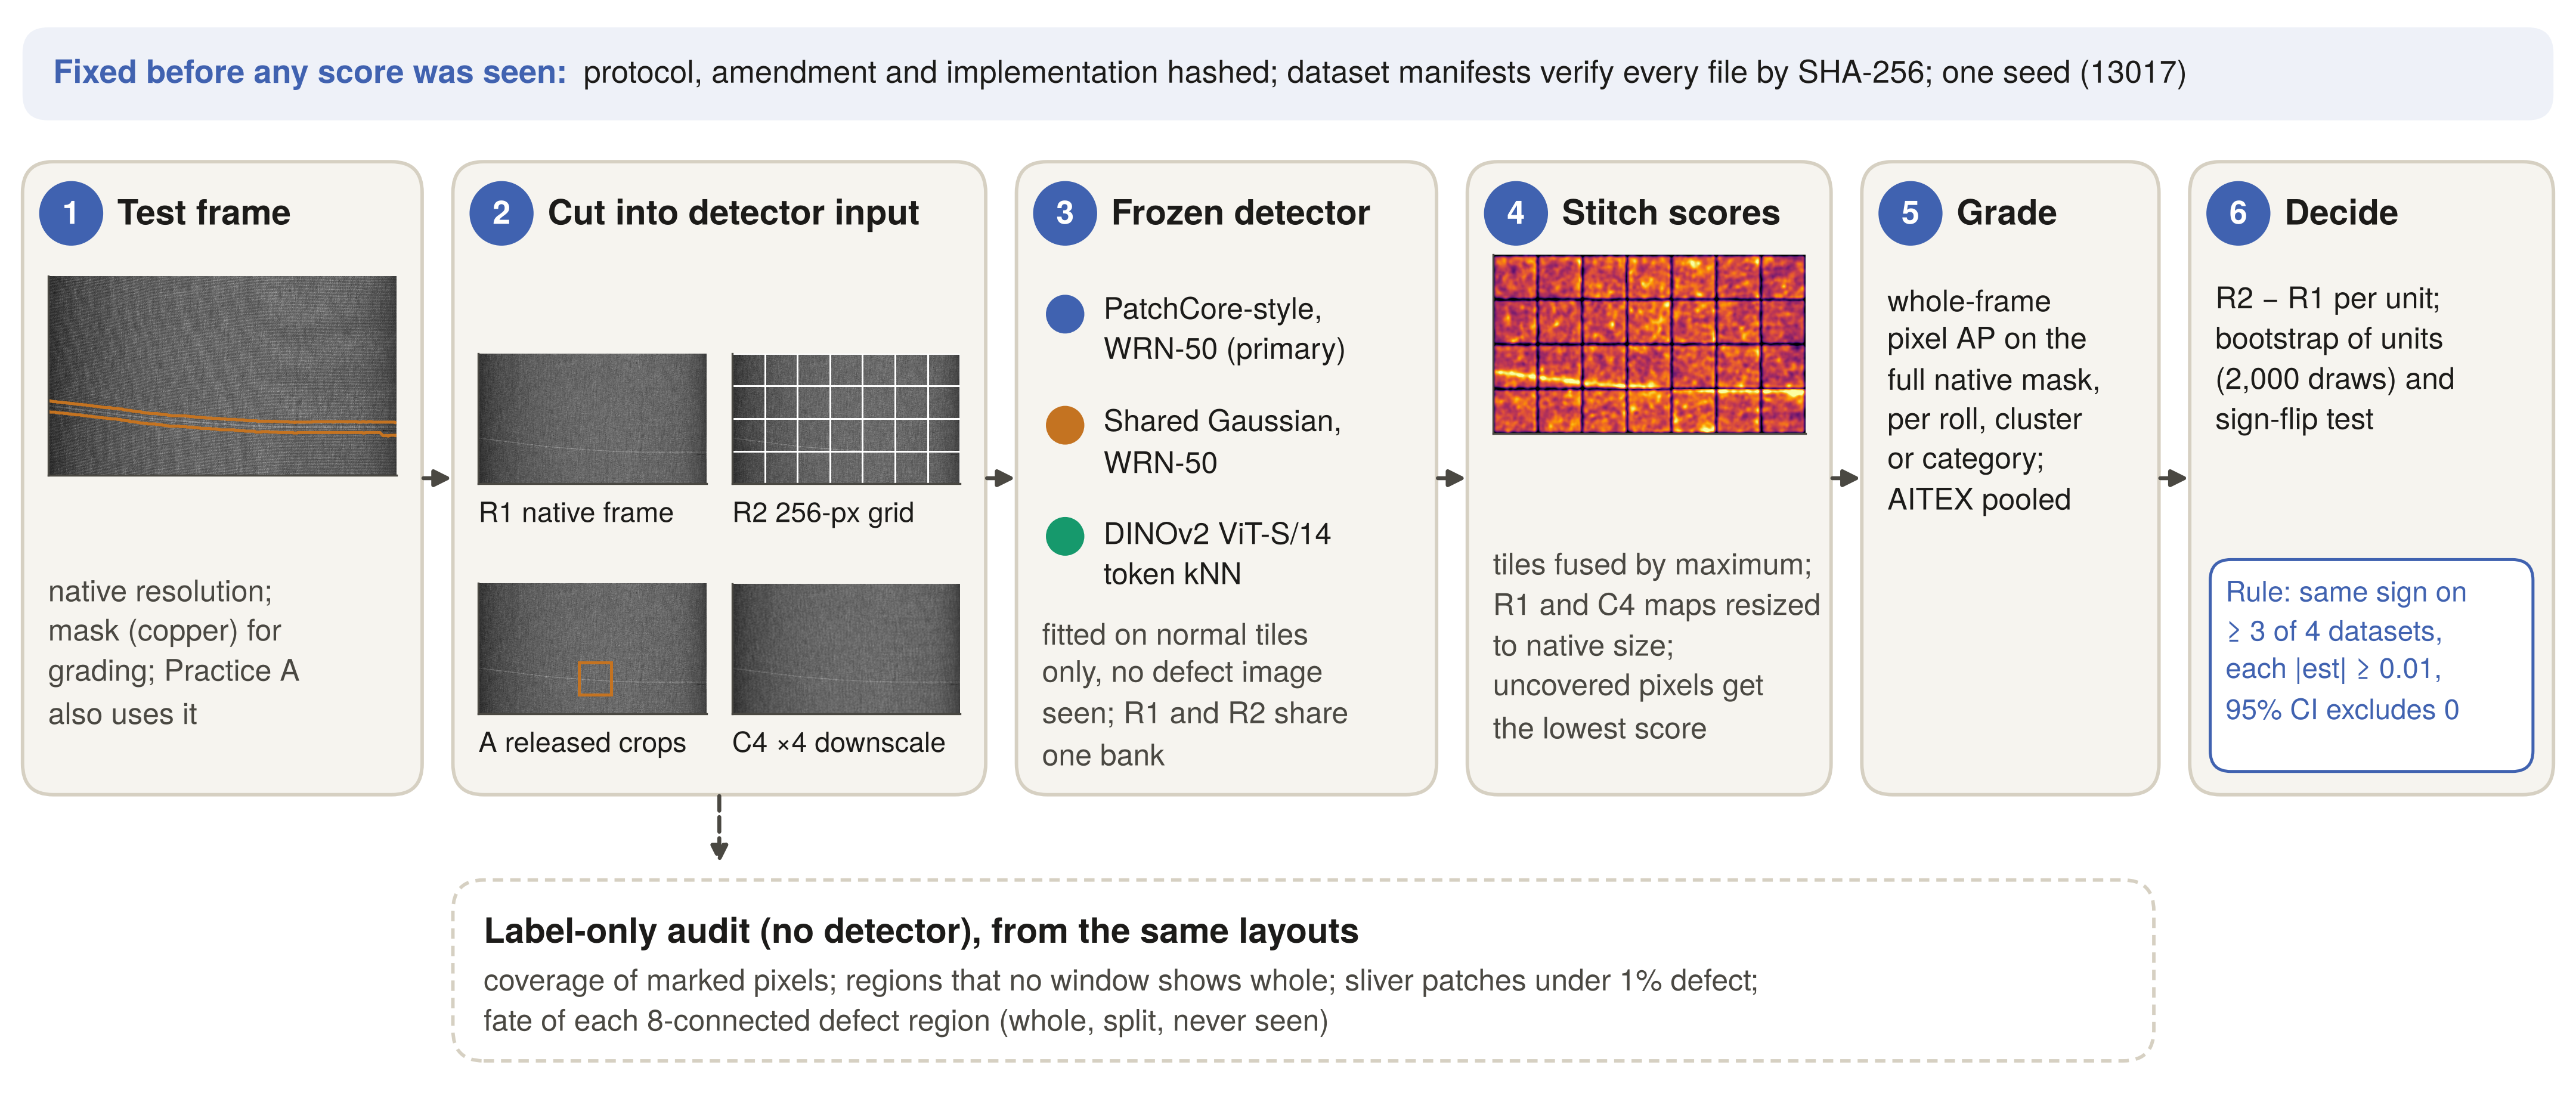 Fixed before any score was seen: protocol, amendment and implementation hashed; dataset manifests verify every file by SHA-256; one seed (13017)
1 Test frame
native resolution;
mask (copper) for
grading; Practice A
also uses it
2 Cut into detector input
R1 native frame
R2 256-px grid
A released crops
C4 ×4 downscale
3 Frozen detector
PatchCore-style,
WRN-50 (primary)
Shared Gaussian,
WRN-50
DINOv2 ViT-S/14
token kNN
fitted on normal tiles
only, no defect image
seen; R1 and R2 share
one bank
4 Stitch scores
tiles fused by maximum;
R1 and C4 maps resized
to native size;
uncovered pixels get
the lowest score
5 Grade
whole-frame
pixel AP on the
full native mask,
per roll, cluster
or category;
AITEX pooled
6 Decide
R2 − R1 per unit;
bootstrap of units
(2,000 draws) and
sign-flip test
Rule: same sign on
≥ 3 of 4 datasets,
each |est| ≥ 0.01,
95% CI excludes 0
Label-only audit (no detector), from the same layouts
coverage of marked pixels; regions that no window shows whole; sliver patches under 1% defect;
fate of each 8-connected defect region (whole, split, never seen)